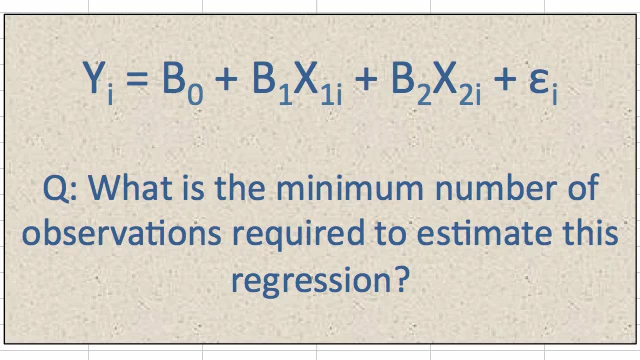 Yᵢ = B₀ + B₁X₁ᵢ + B₂X₂ᵢ + εᵢ
Q: What is the minimum number of
observations required to estimate this
regression?